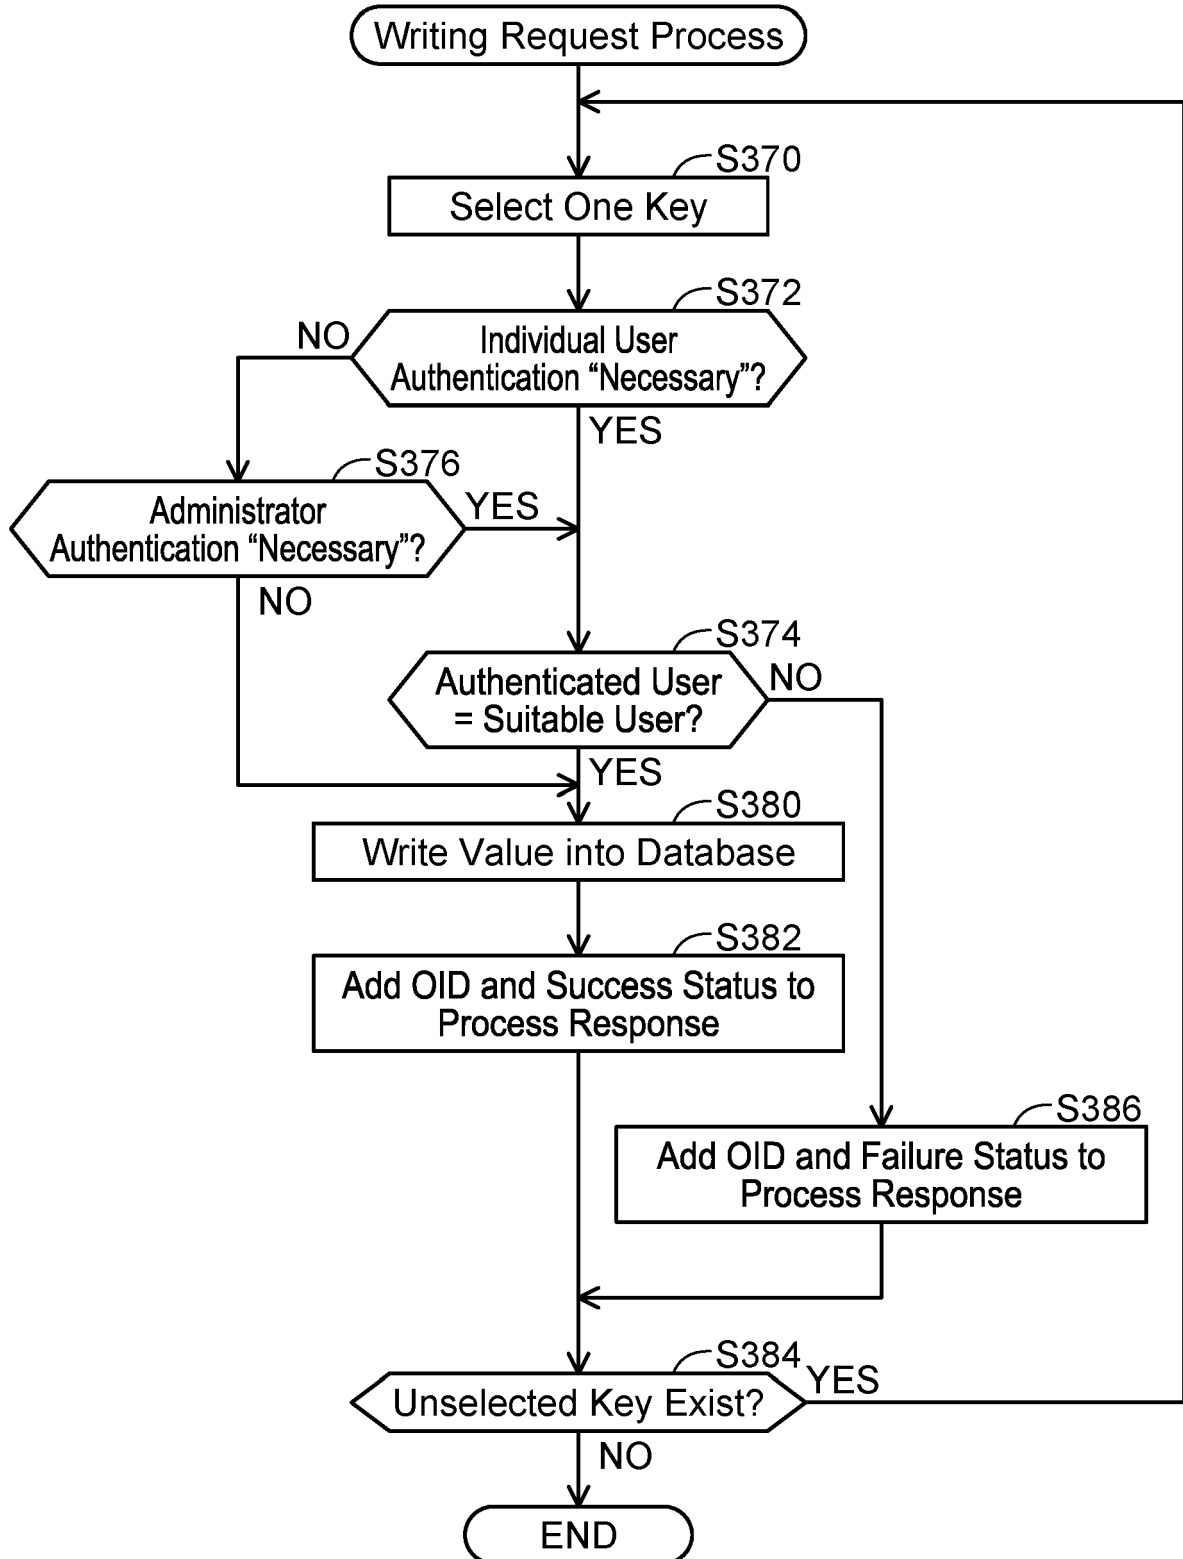 Writing Request Process
S370
Select One Key
S372
NO
Individual User
Authentication “Necessary”?
YES
S376
Administrator
Authentication “Necessary”?
YES
NO
S374
Authenticated User
= Suitable User?
NO
YES
S380
Write Value into Database
S382
Add OID and Success Status to
Process Response
S386
Add OID and Failure Status to
Process Response
S384
Unselected Key Exist?
YES
NO
END